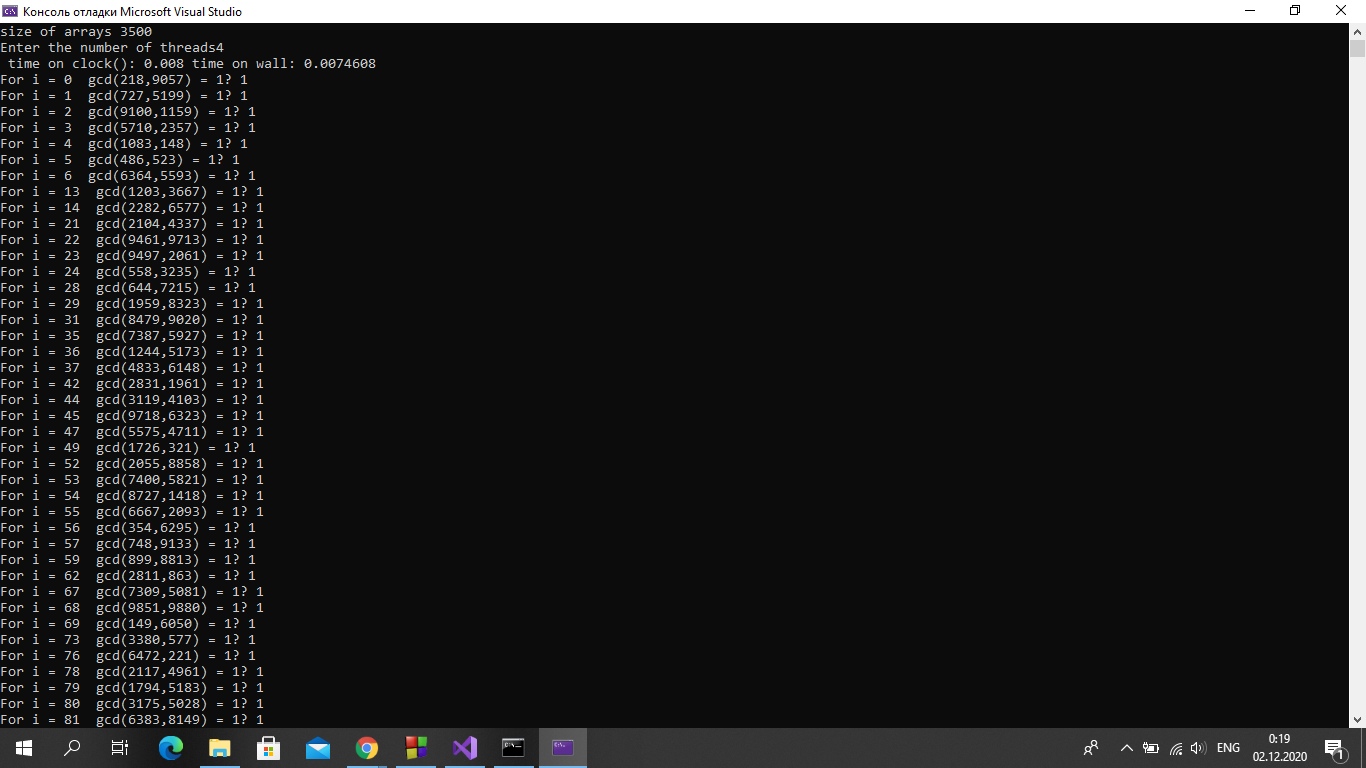 Консоль отладки Microsoft Visual Studio
size of arrays 3500
Enter the number of threads4
 time on clock(): 0.008 time on wall: 0.0074608
For i = 0  gcd(218,9057) = 1? 1
For i = 1  gcd(727,5199) = 1? 1
For i = 2  gcd(9100,1159) = 1? 1
For i = 3  gcd(5710,2357) = 1? 1
For i = 4  gcd(1083,148) = 1? 1
For i = 5  gcd(486,523) = 1? 1
For i = 6  gcd(6364,5593) = 1? 1
For i = 13  gcd(1203,3667) = 1? 1
For i = 14  gcd(2282,6577) = 1? 1
For i = 21  gcd(2104,4337) = 1? 1
For i = 22  gcd(9461,9713) = 1? 1
For i = 23  gcd(9497,2061) = 1? 1
For i = 24  gcd(558,3235) = 1? 1
For i = 28  gcd(644,7215) = 1? 1
For i = 29  gcd(1959,8323) = 1? 1
For i = 31  gcd(8479,9020) = 1? 1
For i = 35  gcd(7387,5927) = 1? 1
For i = 36  gcd(1244,5173) = 1? 1
For i = 37  gcd(4833,6148) = 1? 1
For i = 42  gcd(2831,1961) = 1? 1
For i = 44  gcd(3119,4103) = 1? 1
For i = 45  gcd(9718,6323) = 1? 1
For i = 47  gcd(5575,4711) = 1? 1
For i = 49  gcd(1726,321) = 1? 1
For i = 52  gcd(2055,8858) = 1? 1
For i = 53  gcd(7400,5821) = 1? 1
For i = 54  gcd(8727,1418) = 1? 1
For i = 55  gcd(6667,2093) = 1? 1
For i = 56  gcd(354,6295) = 1? 1
For i = 57  gcd(748,9133) = 1? 1
For i = 59  gcd(899,8813) = 1? 1
For i = 62  gcd(2811,863) = 1? 1
For i = 67  gcd(7309,5081) = 1? 1
For i = 68  gcd(9851,9880) = 1? 1
For i = 69  gcd(149,6050) = 1? 1
For i = 73  gcd(3380,577) = 1? 1
For i = 76  gcd(6472,221) = 1? 1
For i = 78  gcd(2117,4961) = 1? 1
For i = 79  gcd(1794,5183) = 1? 1
For i = 80  gcd(3175,5028) = 1? 1
For i = 81  gcd(6383,8149) = 1? 1
ENG
0:19
02.12.2020
1